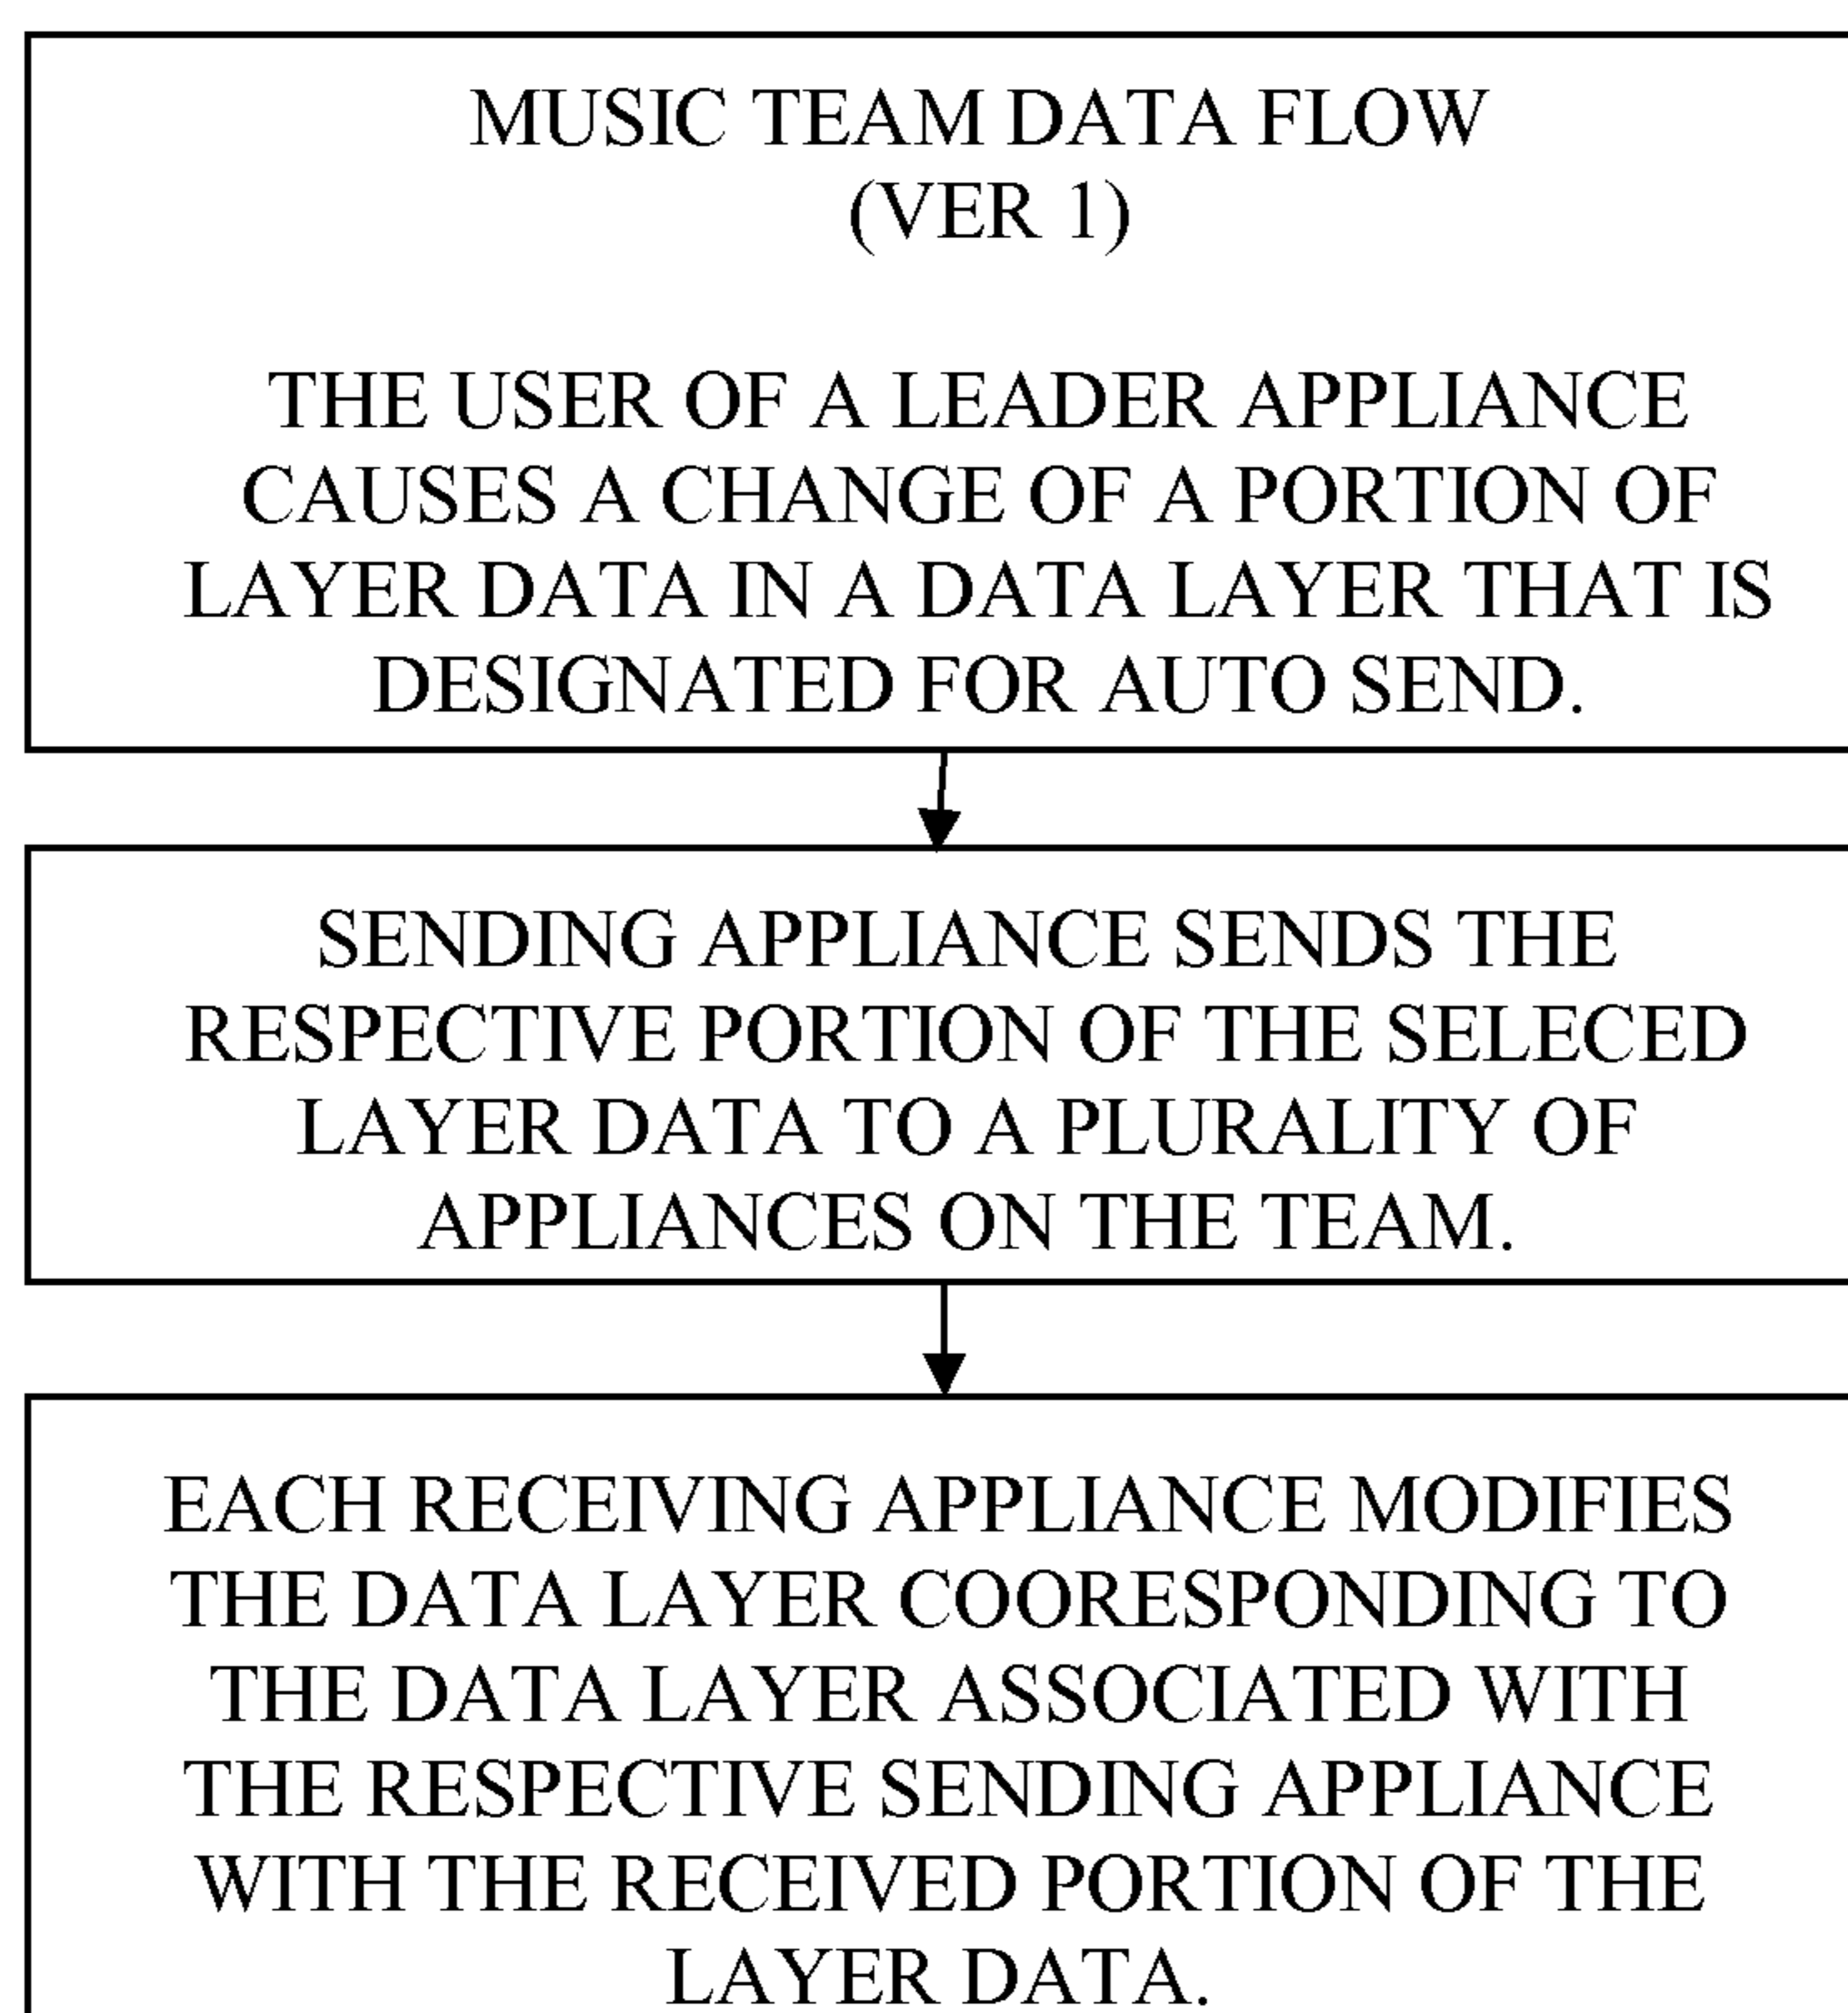 MUSIC TEAM DATA FLOW
(VER 1)
THE USER OF A LEADER APPLIANCE
CAUSES A CHANGE OF A PORTION OF
LAYER DATA IN A DATA LAYER THAT IS
DESIGNATED FOR AUTO SEND.
SENDING APPLIANCE SENDS THE
RESPECTIVE PORTION OF THE SELECED
LAYER DATA TO A PLURALITY OF
APPLIANCES ON THE TEAM.
EACH RECEIVING APPLIANCE MODIFIES
THE DATA LAYER COORESPONDING TO
THE DATA LAYER ASSOCIATED WITH
THE RESPECTIVE SENDING APPLIANCE
WITH THE RECEIVED PORTION OF THE
LAYER DATA.